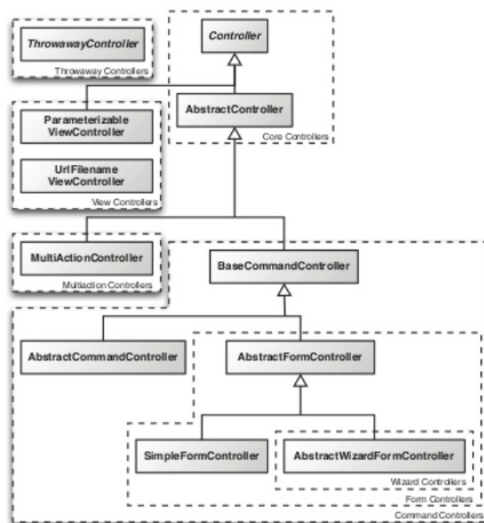 ThrowawayController
Throwaway Controllers
Controller
AbstractController
Core Controllers
Parameterizable
ViewController
UrlFilename
ViewController
View Controllers
MultiActionController
Multiaction Controllers
BaseCommandController
AbstractCommandController
AbstractFormController
SimpleFormController
AbstractWizardFormController
Wizard Controllers
Form Controllers
Command Controllers